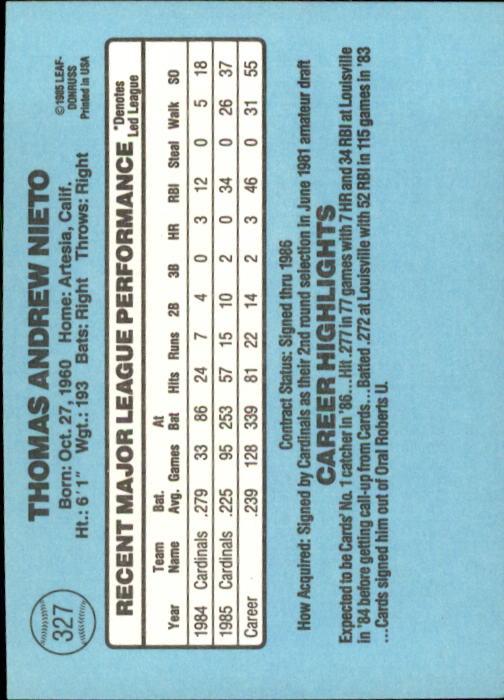 327
THOMAS ANDREW NIETO
Born: Oct. 27, 1960 Home: Artesia, Calif.
Ht.: 6'1" Wgt.: 193 Bats: Right Throws: Right
©1985 LEAF-
DONRUSS
Printed in USA
RECENT MAJOR LEAGUE PERFORMANCE *Denotes Led League
Year Team Name Bat. Avg. Games At Bat Hits Runs 2B 3B HR RBI Steal Walk SO
1984 Cardinals .279 33 86 24 7 4 0 3 12 0 5 18
1985 Cardinals .225 95 253 57 15 10 2 0 34 0 26 37
Career .239 128 339 81 22 14 2 3 46 0 31 55
Contract Status: Signed thru 1986
How Acquired: Signed by Cardinals as their 2nd round selection in June 1981 amateur draft
CAREER HIGHLIGHTS
Expected to be Cards' No. 1 catcher in '86...Hit .277 in 77 games with 7 HR and 34 RBI at Louisville
in '84 before getting call-up from Cards...Batted .272 at Louisville with 52 RBI in 115 games in '83
...Cards signed him out of Oral Roberts U.